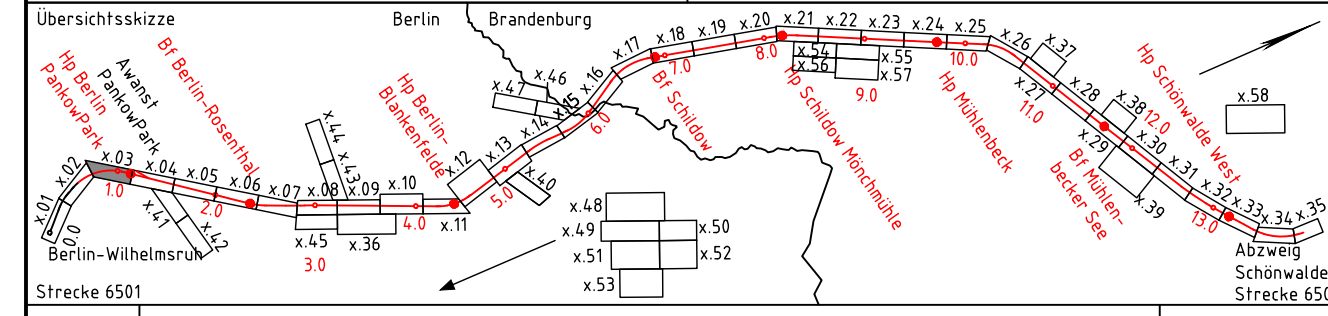 Übersichtsskizze
Berlin
Brandenburg
Hp Berlin
PankowPark
Awanst
PankowPark
Bf Berlin-Rosenthal
Hp Berlin-
Blankenfelde
Bf Schildow
Hp Schildow Mönchmühle
Hp Mühlenbeck
Bf Mühlen-
becker See
Hp Schönwalde West
x.01
x.02
x.03
x.04
x.05
x.06
x.07
x.08
x.09
x.10
x.11
x.12
x.13
x.14
x.15
x.16
x.17
x.18
x.19
x.20
x.21
x.22
x.23
x.24
x.25
x.26
x.27
x.28
x.29
x.30
x.31
x.32
x.33
x.34
x.35
x.36
x.37
x.38
x.39
x.40
x.41
x.42
x.43
x.44
x.45
x.46
x.47
x.48
x.49
x.50
x.51
x.52
x.53
x.54
x.55
x.56
x.57
x.58
0.0
1.0
2.0
3.0
4.0
5.0
6.0
7.0
8.0
9.0
10.0
11.0
12.0
13.0
Berlin-Wilhelmsruh
Strecke 6501
Abzweig
Schönwalde
Strecke 650